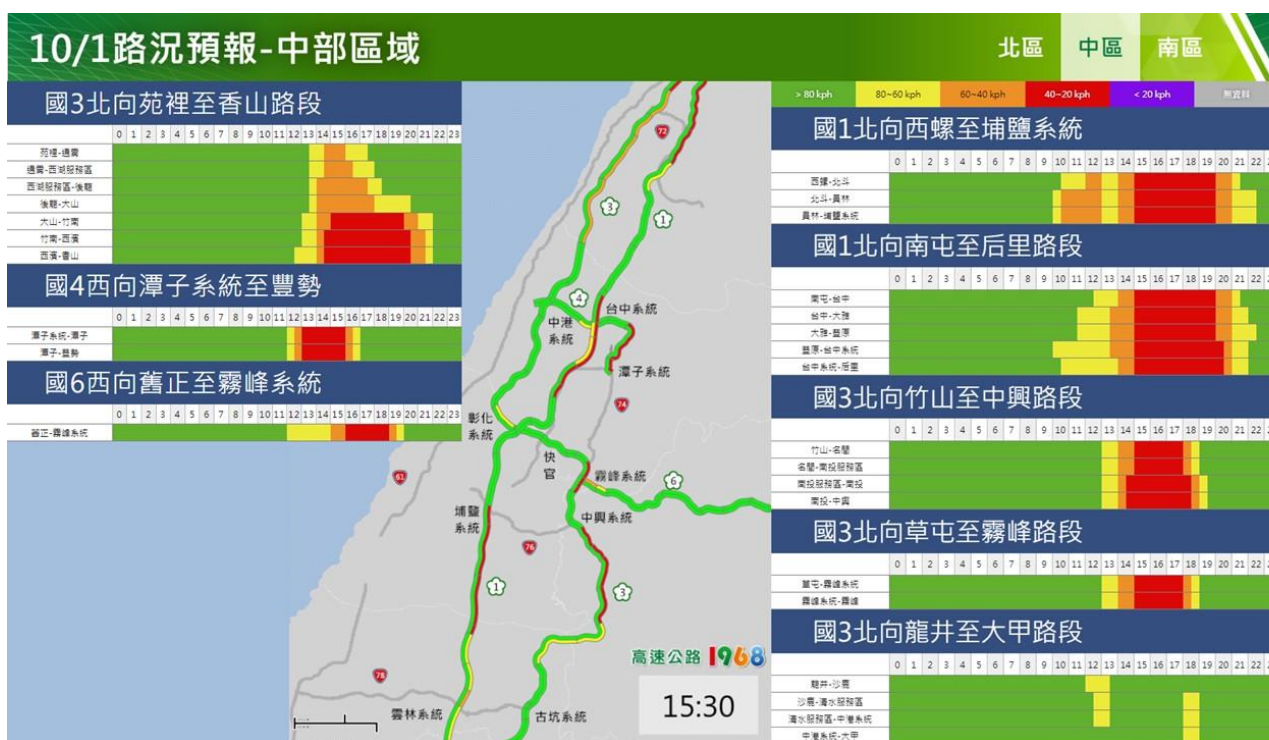 10/1路況預報-中部區域
北區 中區 南區
國3北向苑裡至香山路段
0 1 2 3 4 5 6 7 8 9 10 11 12 13 14 15 16 17 18 19 20 21 22 23
苑裡-通霄
通霄-西湖服務區
西湖服務區-後龍
後龍-大山
大山-竹南
竹南-西濱
西濱-香山
國4西向潭子系統至豐勢
0 1 2 3 4 5 6 7 8 9 10 11 12 13 14 15 16 17 18 19 20 21 22 23
潭子系統-潭子
潭子-豐勢
國6西向舊正至霧峰系統
0 1 2 3 4 5 6 7 8 9 10 11 12 13 14 15 16 17 18 19 20 21 22 23
舊正-霧峰系統
72
3
1
4
台中系統
中港
系統
潭子系統
74
彰化
系統
快
官
霧峰系統
6
61
埔鹽
系統
中興系統
76
1
3
高速公路 1968
78
雲林系統
古坑系統
15:30
> 80 kph 80~60 kph 60~40 kph 40~20 kph < 20 kph 無資料
國1北向西螺至埔鹽系統
0 1 2 3 4 5 6 7 8 9 10 11 12 13 14 15 16 17 18 19 20 21 22
西螺-北斗
北斗-員林
員林-埔鹽系統
國1北向南屯至后里路段
0 1 2 3 4 5 6 7 8 9 10 11 12 13 14 15 16 17 18 19 20 21 22
南屯-台中
台中-大雅
大雅-豐原
豐原-台中系統
台中系統-后里
國3北向竹山至中興路段
0 1 2 3 4 5 6 7 8 9 10 11 12 13 14 15 16 17 18 19 20 21 22
竹山-名間
名間-南投服務區
南投服務區-南投
南投-中興
國3北向草屯至霧峰路段
0 1 2 3 4 5 6 7 8 9 10 11 12 13 14 15 16 17 18 19 20 21 22
草屯-霧峰系統
霧峰系統-霧峰
國3北向龍井至大甲路段
0 1 2 3 4 5 6 7 8 9 10 11 12 13 14 15 16 17 18 19 20 21 22
龍井-沙鹿
沙鹿-清水服務區
清水服務區-中港系統
中港系統-大甲